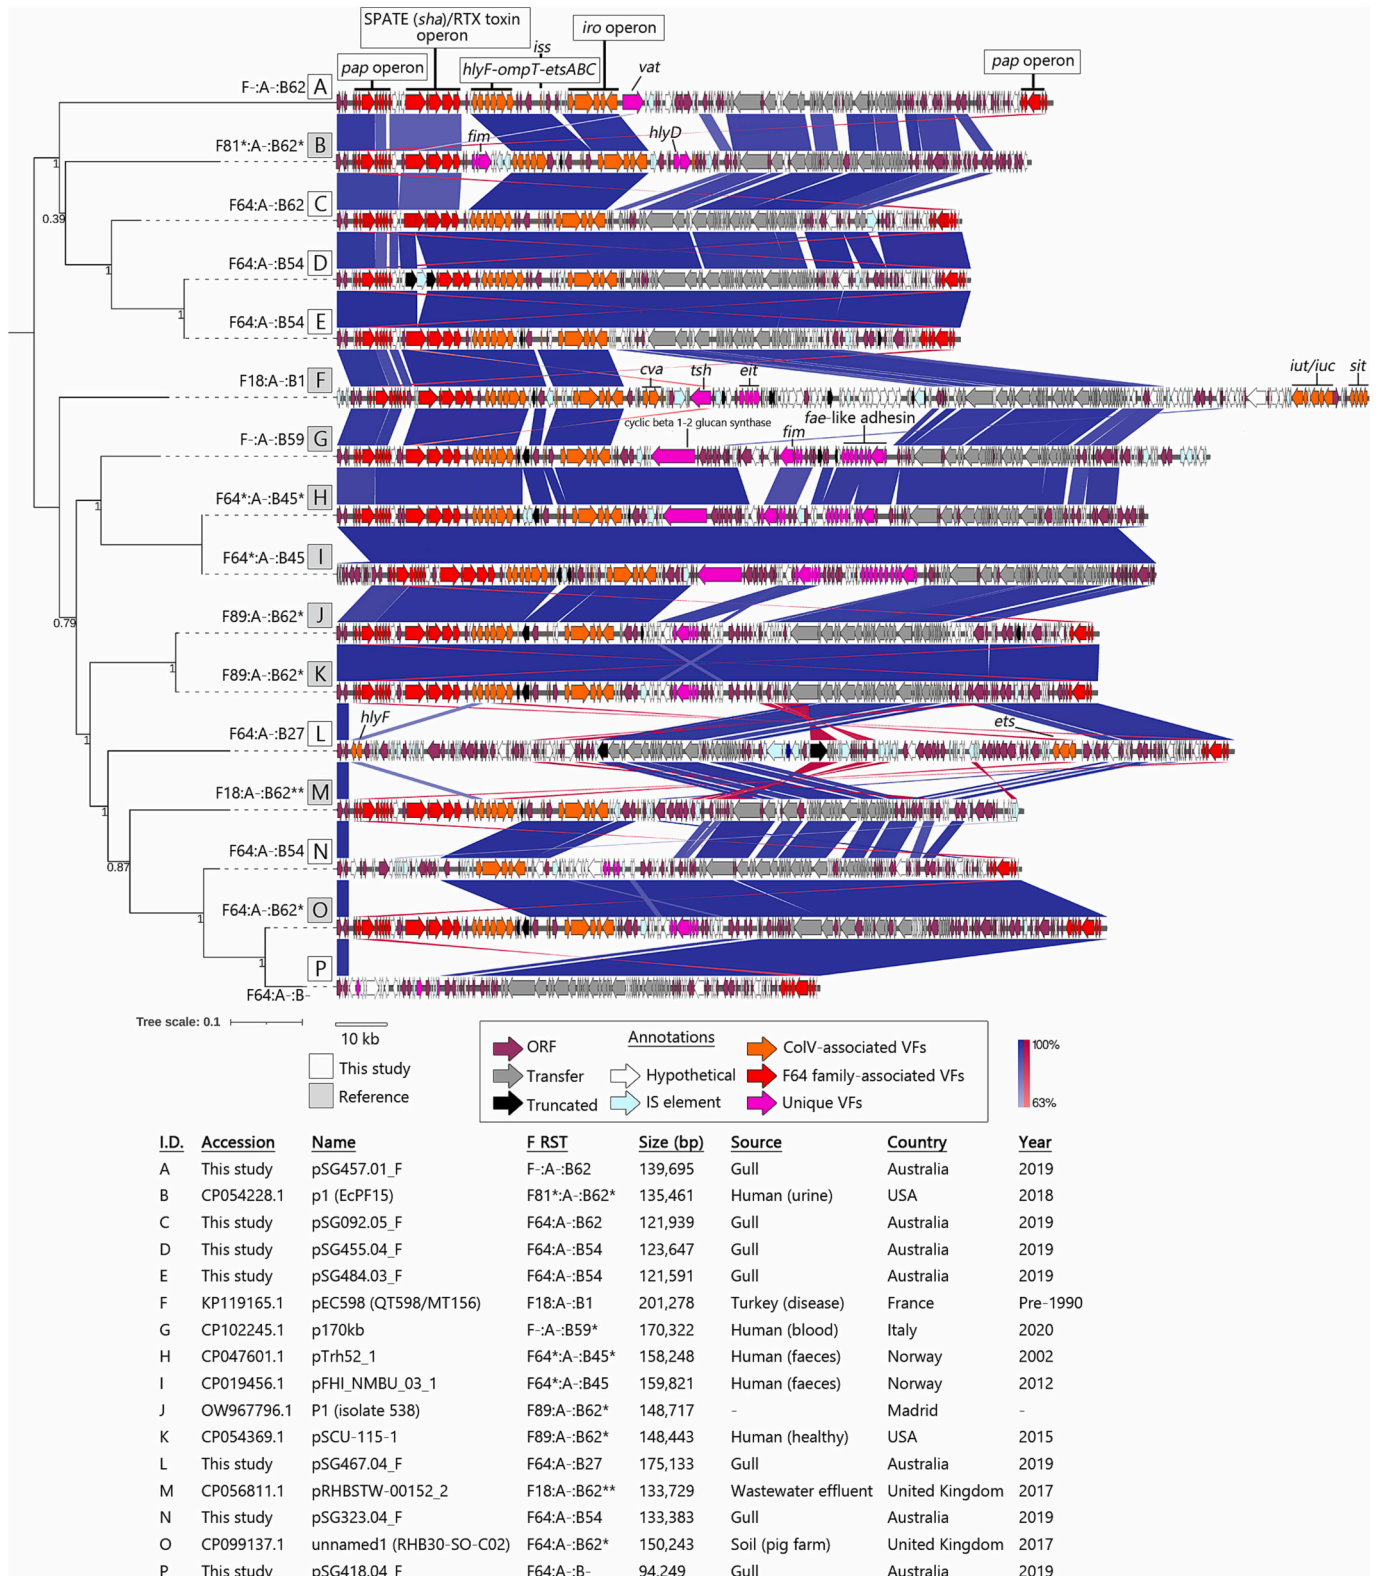 SPATE (sha)/RTX toxin operon
iro operon
iss
pap operon
hlyF-ompT-etsABC
vat
pap operon
F-:A-:B62 A
F81*:A-:B62* B
fim
hlyD
F64:A-:B62 C
F64:A-:B54 D
F64:A-:B54 E
F18:A-:B1 F
cva
tsh
eit
iut/iuc
sit
F-:A-:B59 G
cyclic beta 1-2 glucan synthase
fim
fae-like adhesin
F64*:A-:B45* H
F64*:A-:B45 I
F89:A-:B62* J
F89:A-:B62* K
F64:A-:B27 L
hlyF
ets
F18:A-:B62** M
F64:A-:B54 N
F64:A-:B62* O
P
F64:A-:B-
1
0.39
1
1
1
1
0.79
1
1
1
0.87
1
1
Tree scale: 0.1
10 kb
This study
Reference
Annotations
ORF
Transfer
Truncated
Hypothetical
IS element
ColV-associated VFs
F64 family-associated VFs
Unique VFs
100%
63%
I.D. Accession Name F RST Size (bp) Source Country Year
A This study pSG457.01_F F-:A-:B62 139,695 Gull Australia 2019
B CP054228.1 p1 (EcPF15) F81*:A-:B62* 135,461 Human (urine) USA 2018
C This study pSG092.05_F F64:A-:B62 121,939 Gull Australia 2019
D This study pSG455.04_F F64:A-:B54 123,647 Gull Australia 2019
E This study pSG484.03_F F64:A-:B54 121,591 Gull Australia 2019
F KP119165.1 pEC598 (QT598/MT156) F18:A-:B1 201,278 Turkey (disease) France Pre-1990
G CP102245.1 p170kb F-:A-:B59* 170,322 Human (blood) Italy 2020
H CP047601.1 pTrh52_1 F64*:A-:B45* 158,248 Human (faeces) Norway 2002
I CP019456.1 pFHI_NMBU_03_1 F64*:A-:B45 159,821 Human (faeces) Norway 2012
J OW967796.1 P1 (isolate 538) F89:A-:B62* 148,717 - Madrid -
K CP054369.1 pSCU-115-1 F89:A-:B62* 148,443 Human (healthy) USA 2015
L This study pSG467.04_F F64:A-:B27 175,133 Gull Australia 2019
M CP056811.1 pRHBSTW-00152_2 F18:A-:B62** 133,729 Wastewater effluent United Kingdom 2017
N This study pSG323.04_F F64:A-:B54 133,383 Gull Australia 2019
O CP099137.1 unnamed1 (RHB30-SO-C02) F64:A-:B62* 150,243 Soil (pig farm) United Kingdom 2017
P This study pSG418.04_F F64:A-:B- 94,249 Gull Australia 2019